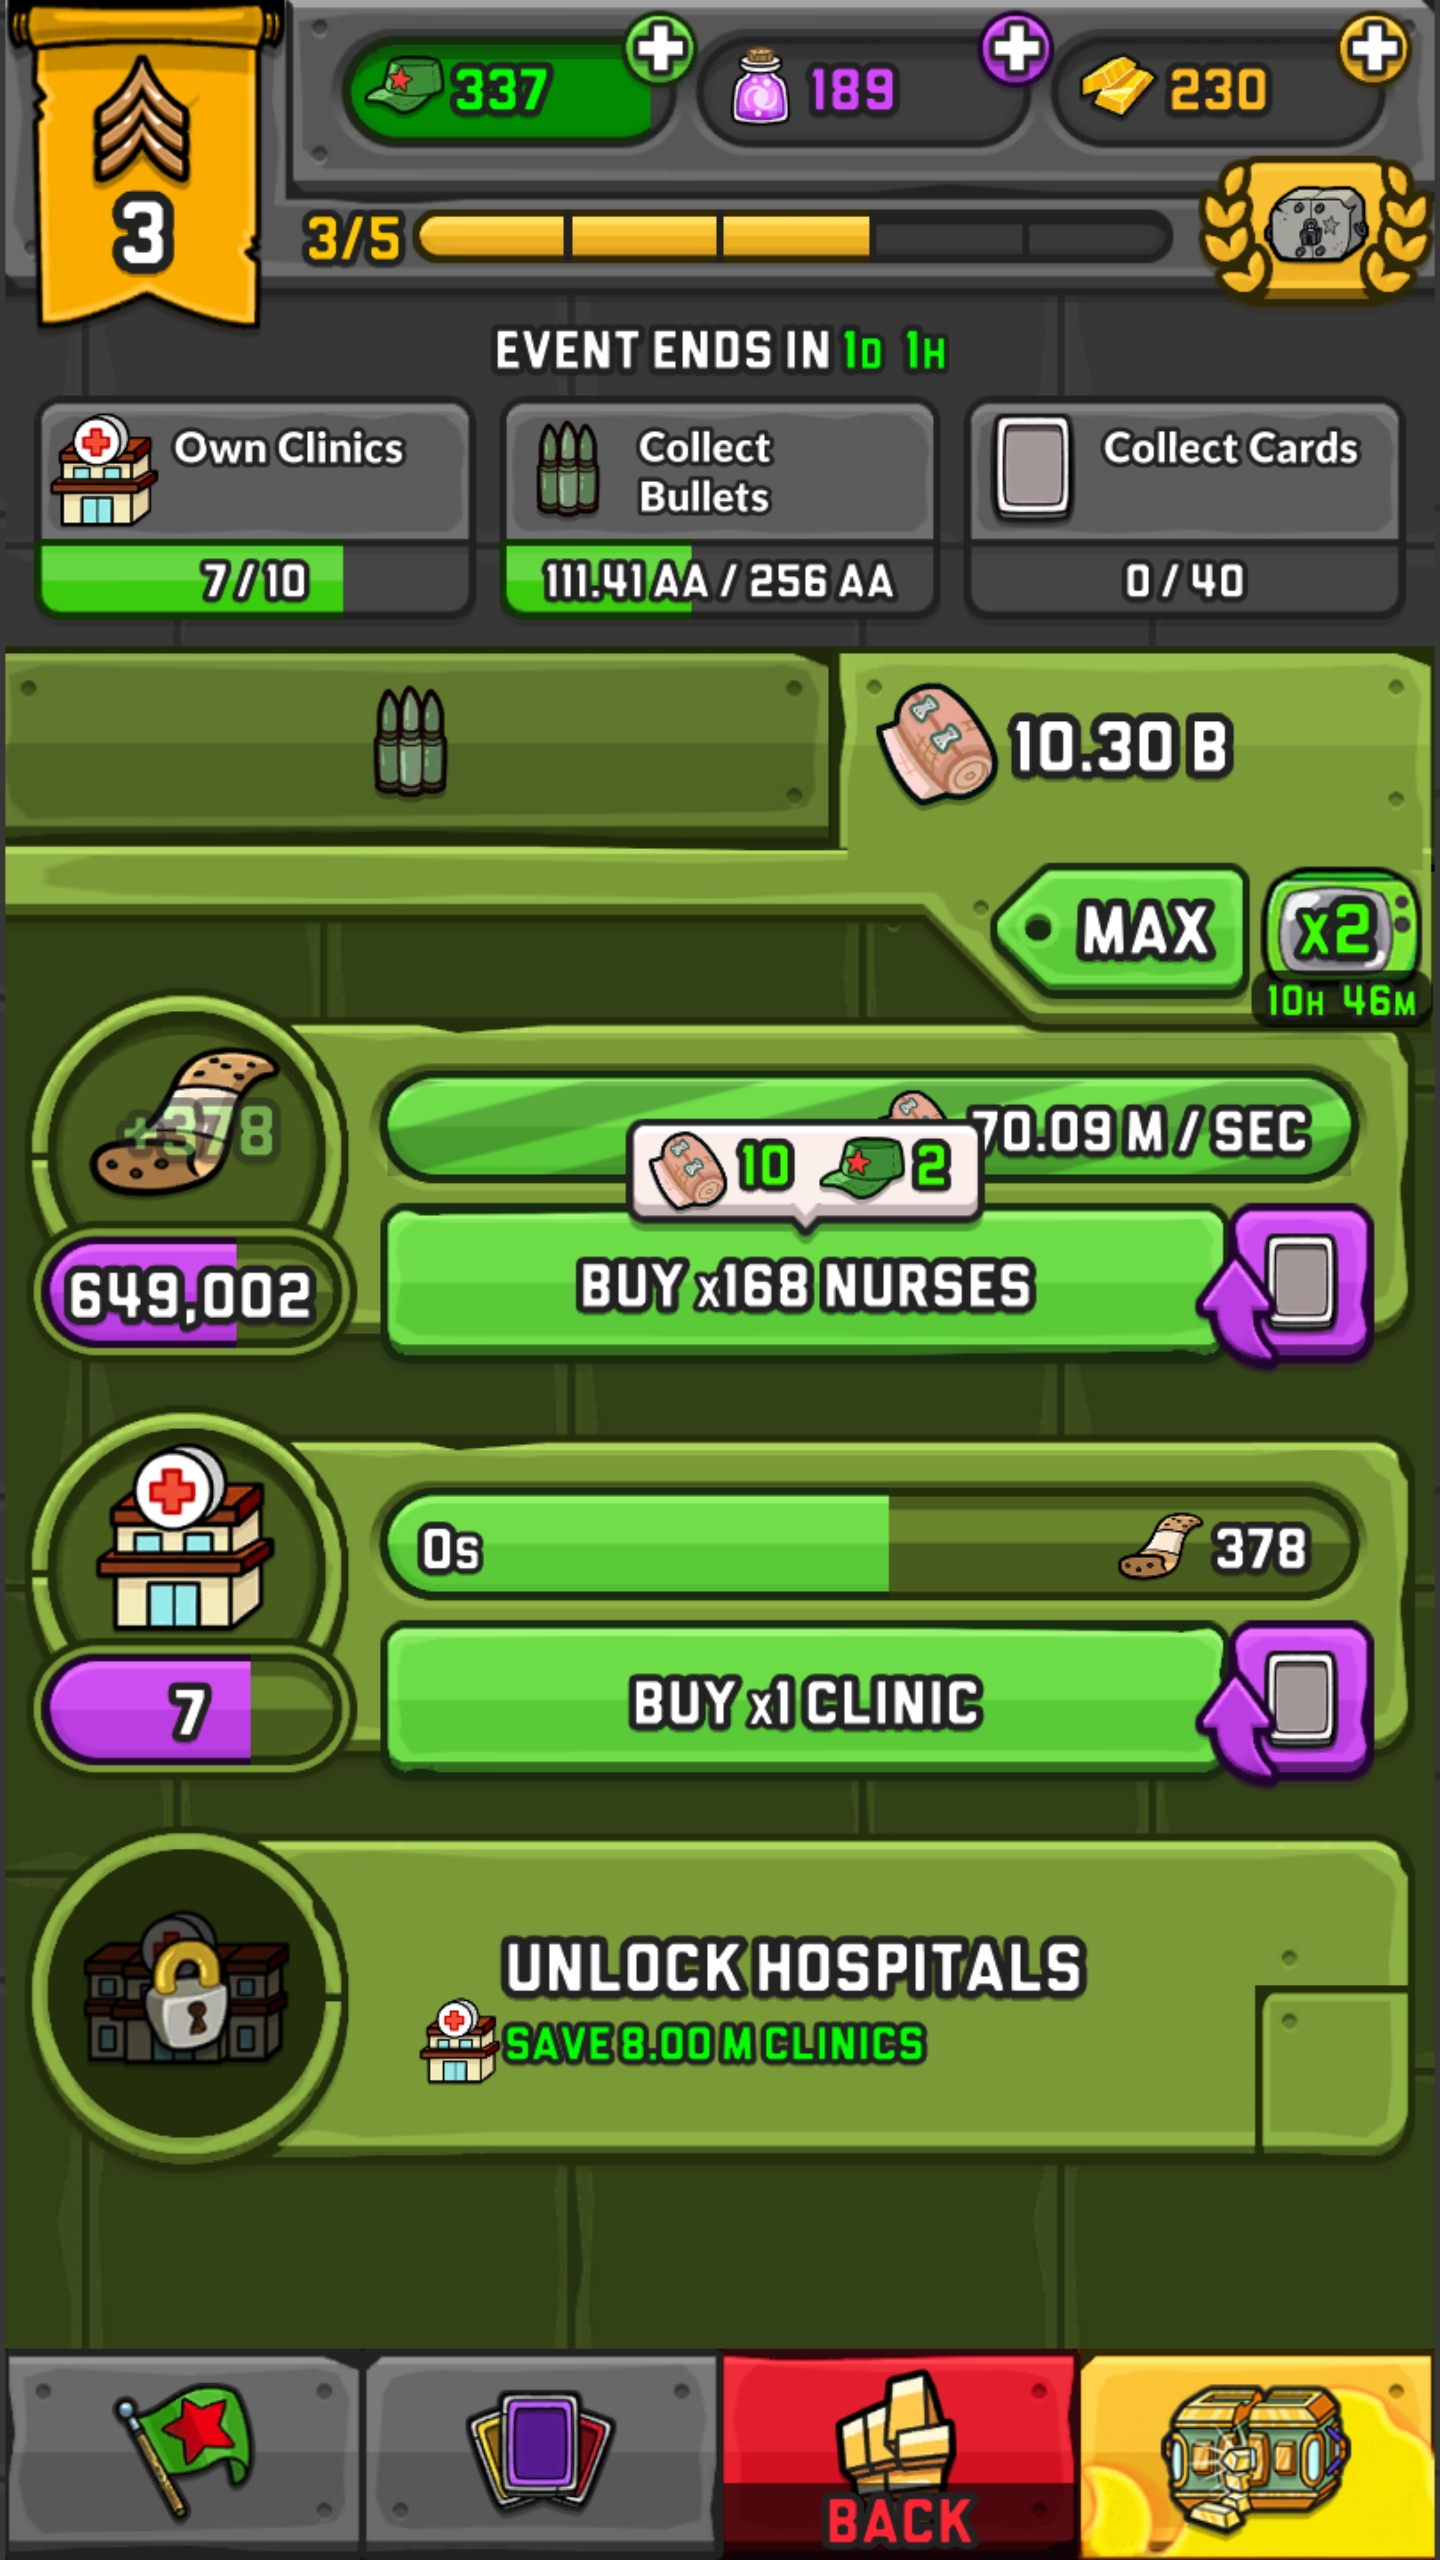 337
189
230
3
3/5
EVENT ENDS IN 1D 1H
Own Clinics
7 / 10
Collect
Bullets
111.41 AA / 256 AA
Collect Cards
0 / 40
10.30 B
MAX
x2
10H 46M
+378
70.09 M / SEC
10
2
649,002
BUY x168 NURSES
0s
378
7
BUY x1 CLINIC
UNLOCK HOSPITALS
SAVE 8.00 M CLINICS
BACK